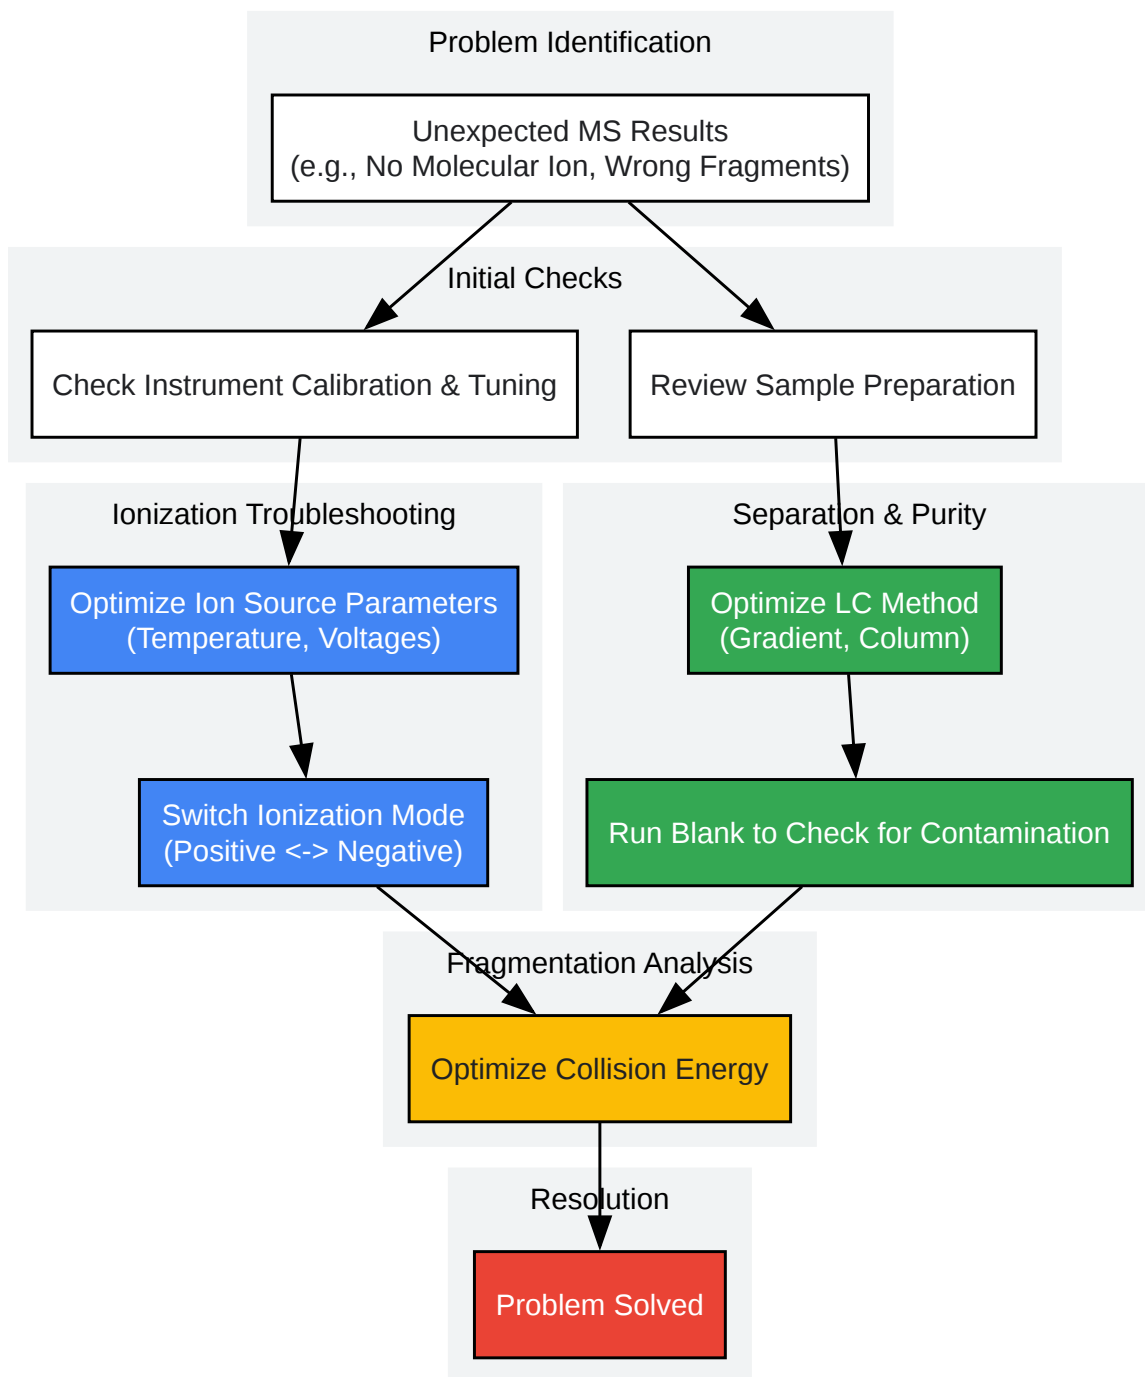 Problem Identification
Unexpected MS Results
(e.g., No Molecular Ion, Wrong Fragments)
Initial Checks
Check Instrument Calibration & Tuning
Review Sample Preparation
Ionization Troubleshooting
Separation & Purity
Optimize Ion Source Parameters
(Temperature, Voltages)
Optimize LC Method
(Gradient, Column)
Switch Ionization Mode
(Positive <-> Negative)
Run Blank to Check for Contamination
Fragmentation Analysis
Optimize Collision Energy
Resolution
Problem Solved